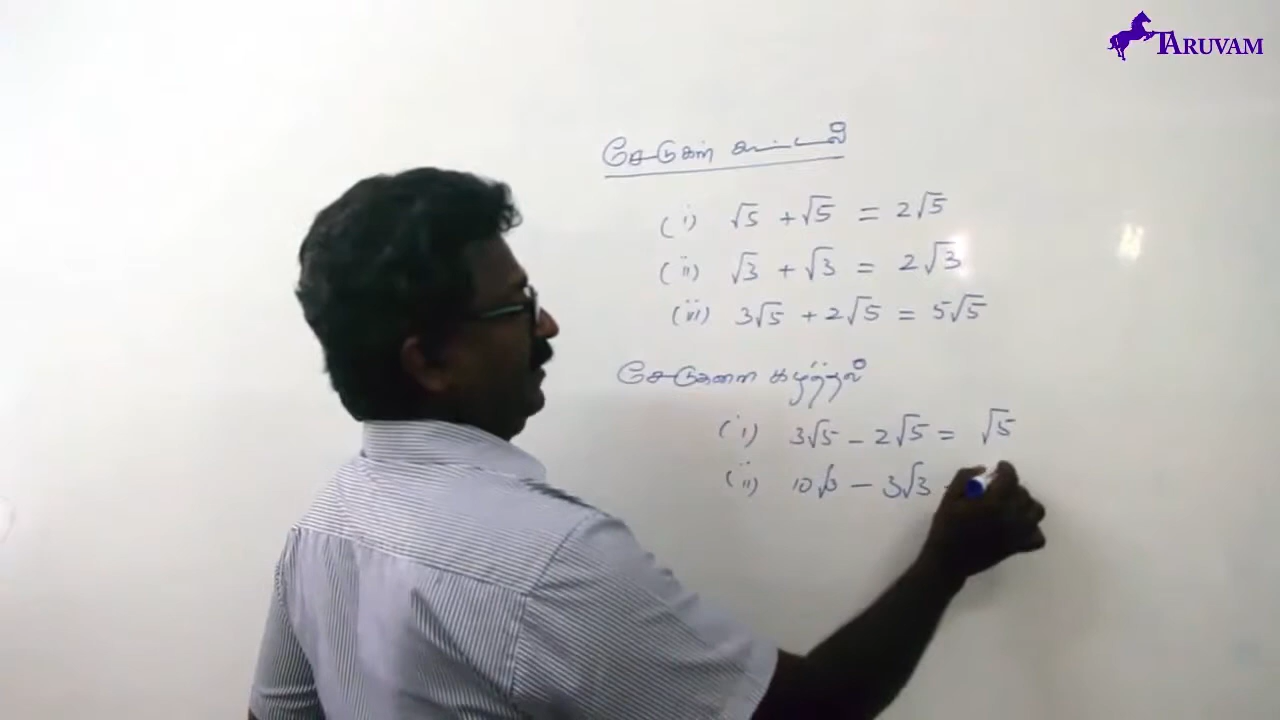 TARUVAM
சேடுகள் கூட்டல்
(i) √5 + √5 = 2√5
(ii) √3 + √3 = 2√3
(iii) 3√5 + 2√5 = 5√5
சேடுகளை கழித்தல்
(i) 3√5 - 2√5 = √5
(ii) 10√3 - 3√3